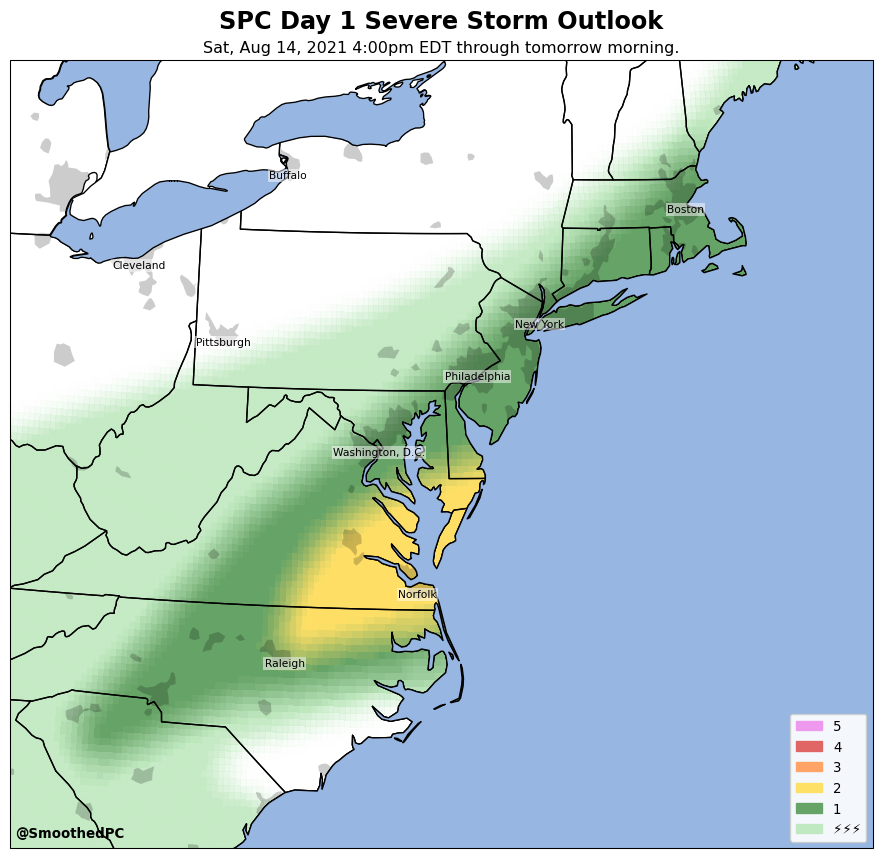 SPC Day 1 Severe Storm Outlook
Sat, Aug 14, 2021 4:00pm EDT through tomorrow morning.
Buffalo
Boston
Cleveland
New York
Pittsburgh
Philadelphia
Washington, D.C.
Norfolk
Raleigh
5
4
3
2
1
⚡⚡⚡
@SmoothedPC